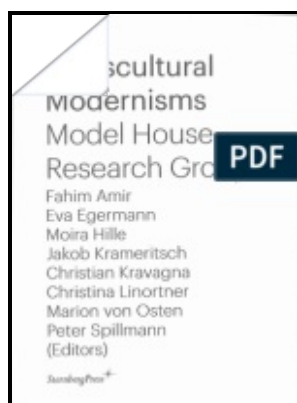 scultural
Modernisms
Model House
Research Gro
PDF
Fahim Amir
Eva Egermann
Moira Hille
Jakob Krameritsch
Christian Kravagna
Christina Linortner
Marion von Osten
Peter Spillmann
(Editors)
SternbergPress